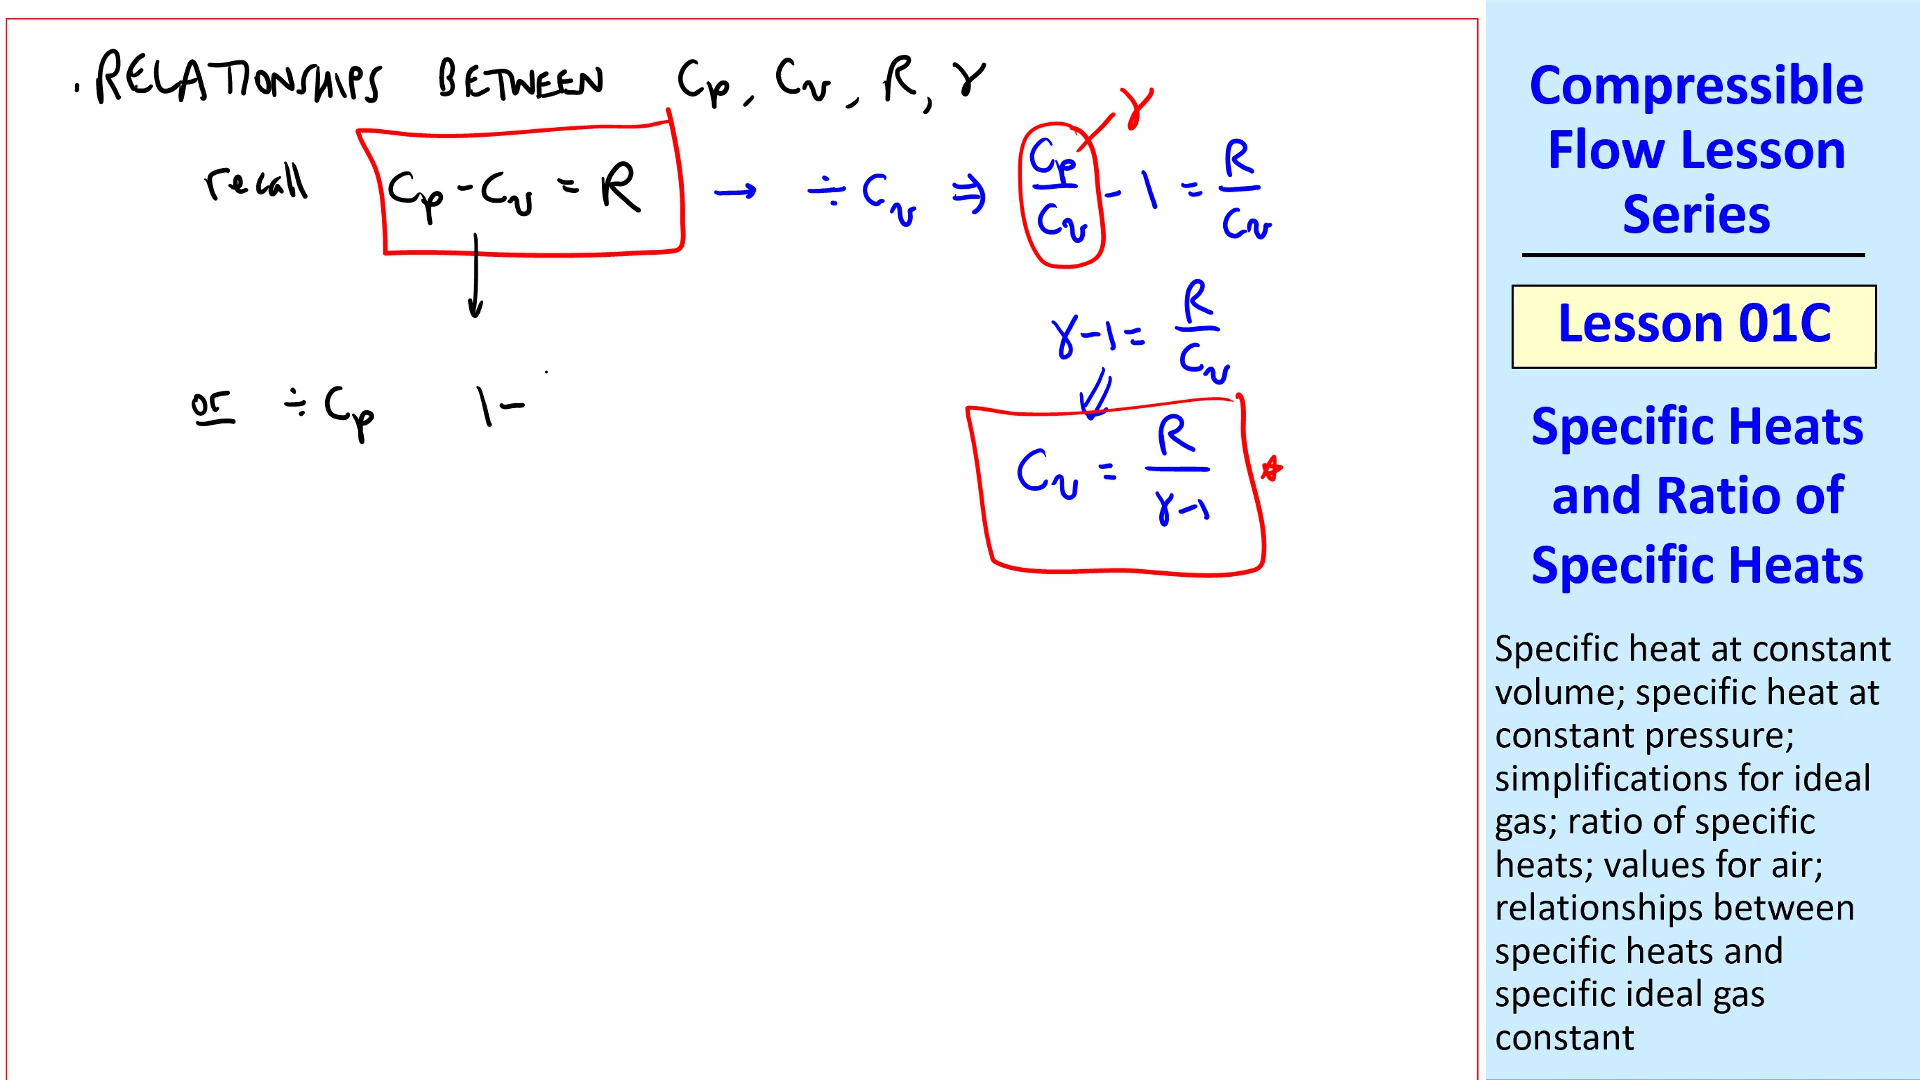 . RELATIONSHIPS BETWEEN Cp, Cv, R, γ
recall Cp - Cv = R → ÷ Cv ⇒ Cp/Cv - 1 = R/Cv
γ
γ - 1 = R/Cv
or ÷ Cp 1 -
Cv = R/(γ-1) *
Compressible
Flow Lesson
Series
Lesson 01C
Specific Heats
and Ratio of
Specific Heats
Specific heat at constant
volume; specific heat at
constant pressure;
simplifications for ideal
gas; ratio of specific
heats; values for air;
relationships between
specific heats and
specific ideal gas
constant